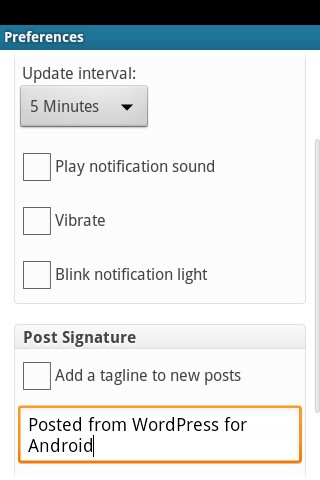 Preferences
Update interval:
5 Minutes
Play notification sound
Vibrate
Blink notification light
Post Signature
Add a tagline to new posts
Posted from WordPress for
Android